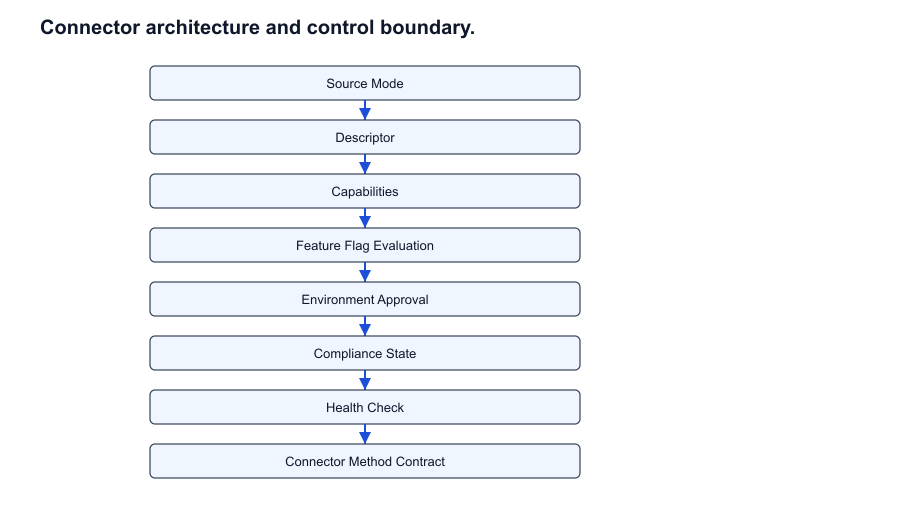 Connector architecture and control boundary.
Source Mode
Descriptor
Capabilities
Feature Flag Evaluation
Environment Approval
Compliance State
Health Check
Connector Method Contract